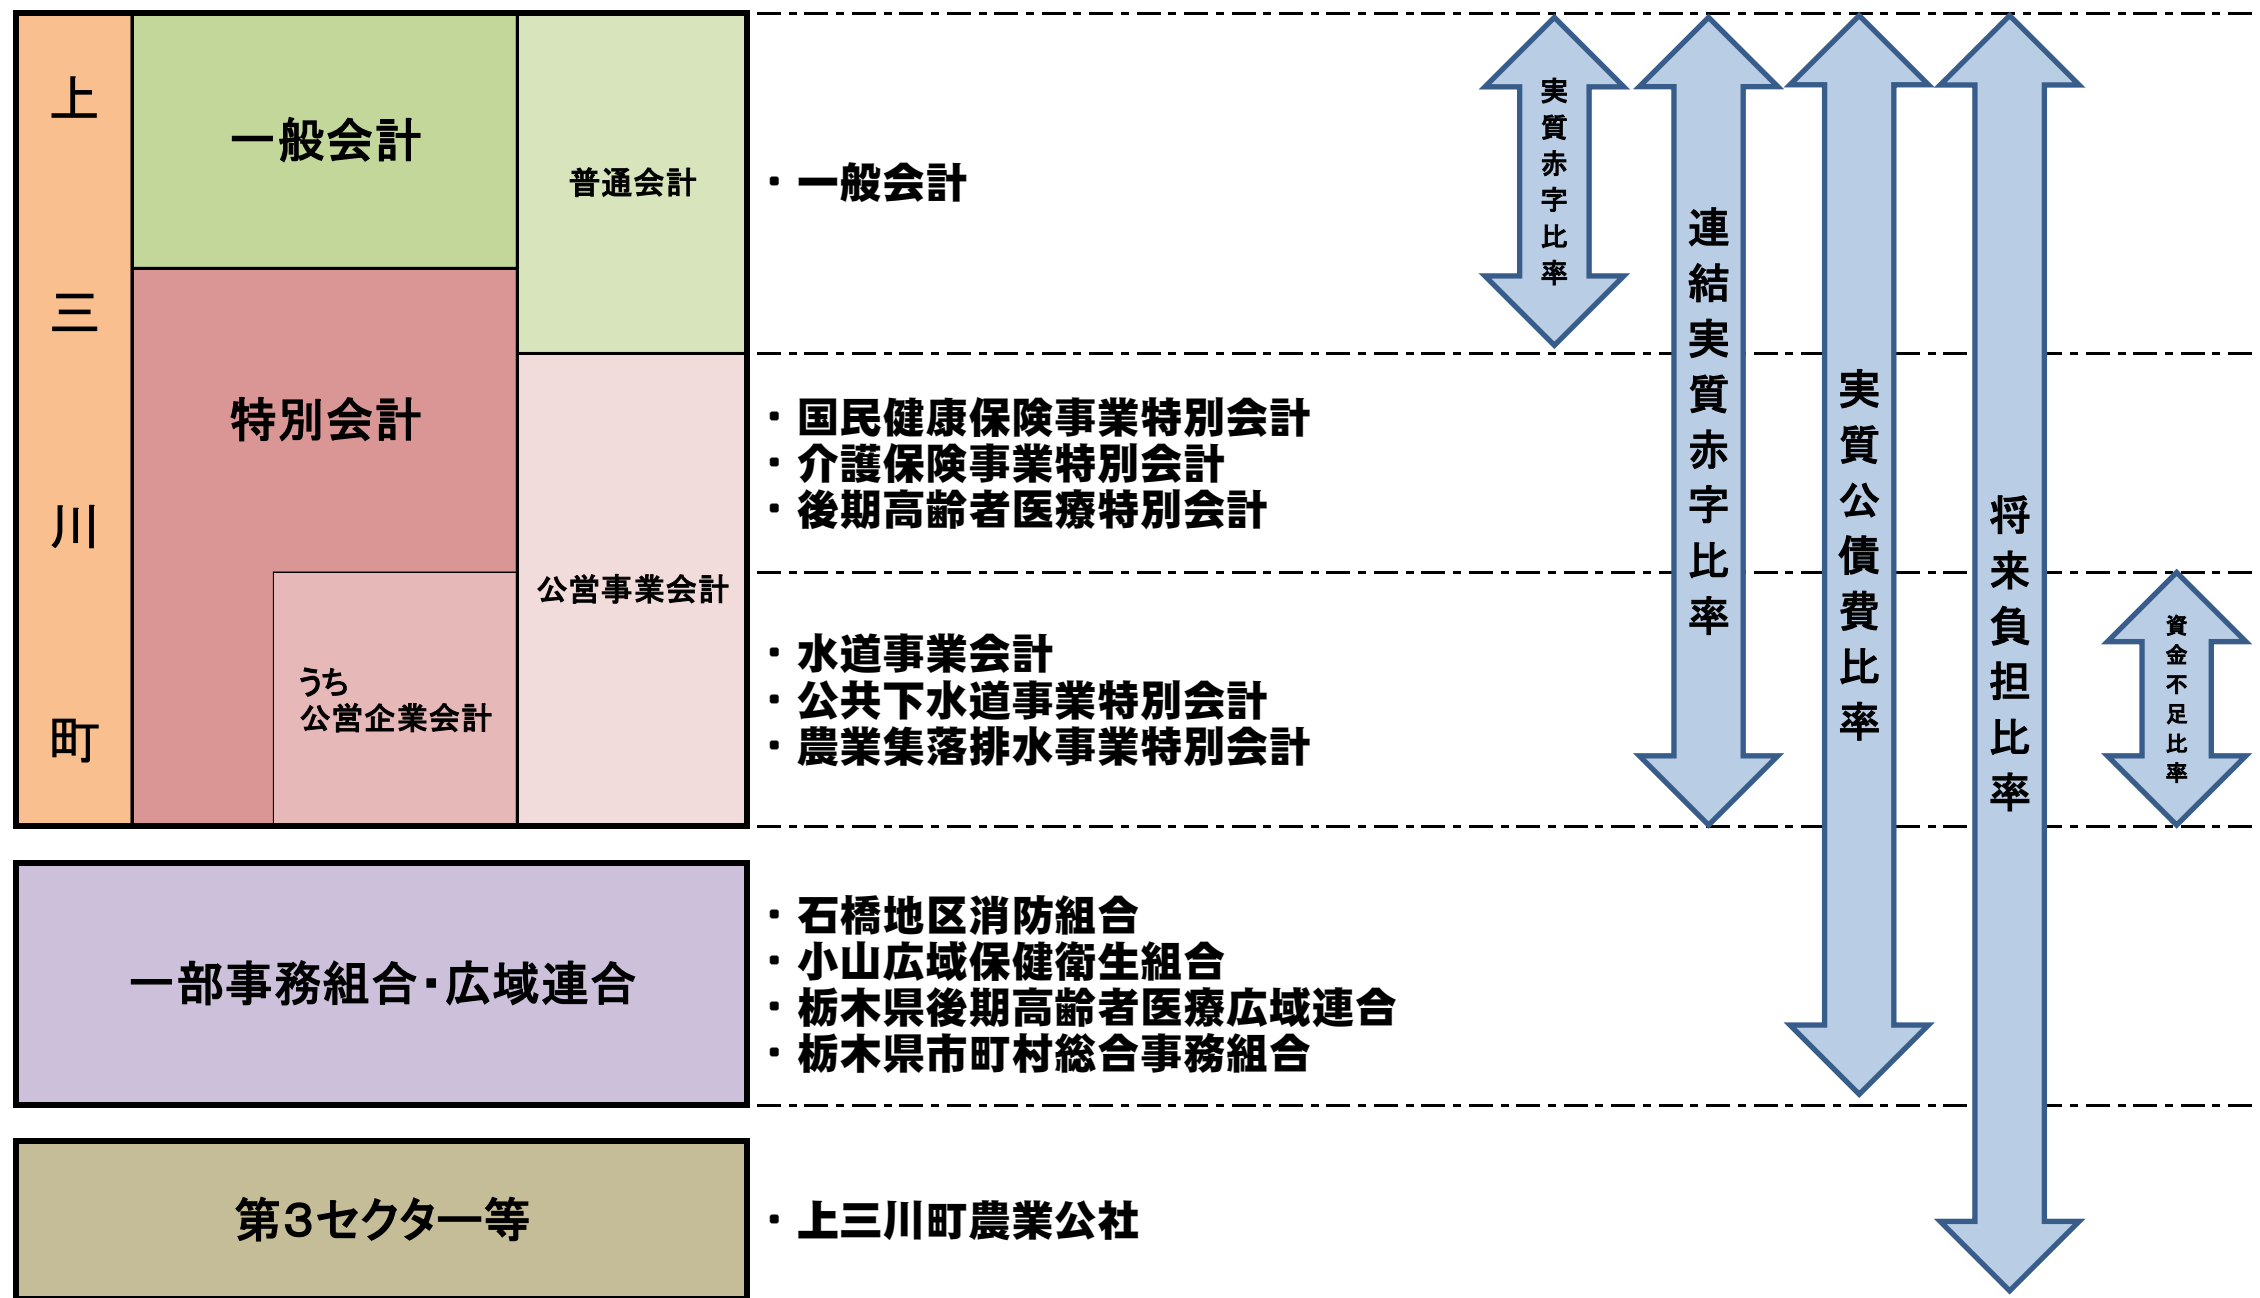 上三川町
一般会計
普通会計
特別会計
公営事業会計
うち
公営企業会計
・一般会計
・国民健康保険事業特別会計
・介護保険事業特別会計
・後期高齢者医療特別会計
・水道事業会計
・公共下水道事業特別会計
・農業集落排水事業特別会計
一部事務組合・広域連合
・石橋地区消防組合
・小山広域保健衛生組合
・栃木県後期高齢者医療広域連合
・栃木県市町村総合事務組合
第3セクター等
・上三川町農業公社
実質赤字比率
連結実質赤字比率
実質公債費比率
将来負担比率
資金不足比率